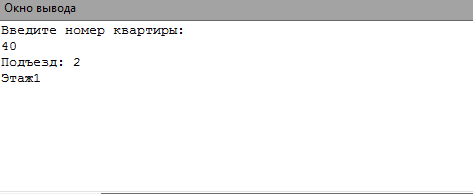 Окно вывода
Введите номер квартиры:
40
Подъезд: 2
Этаж1